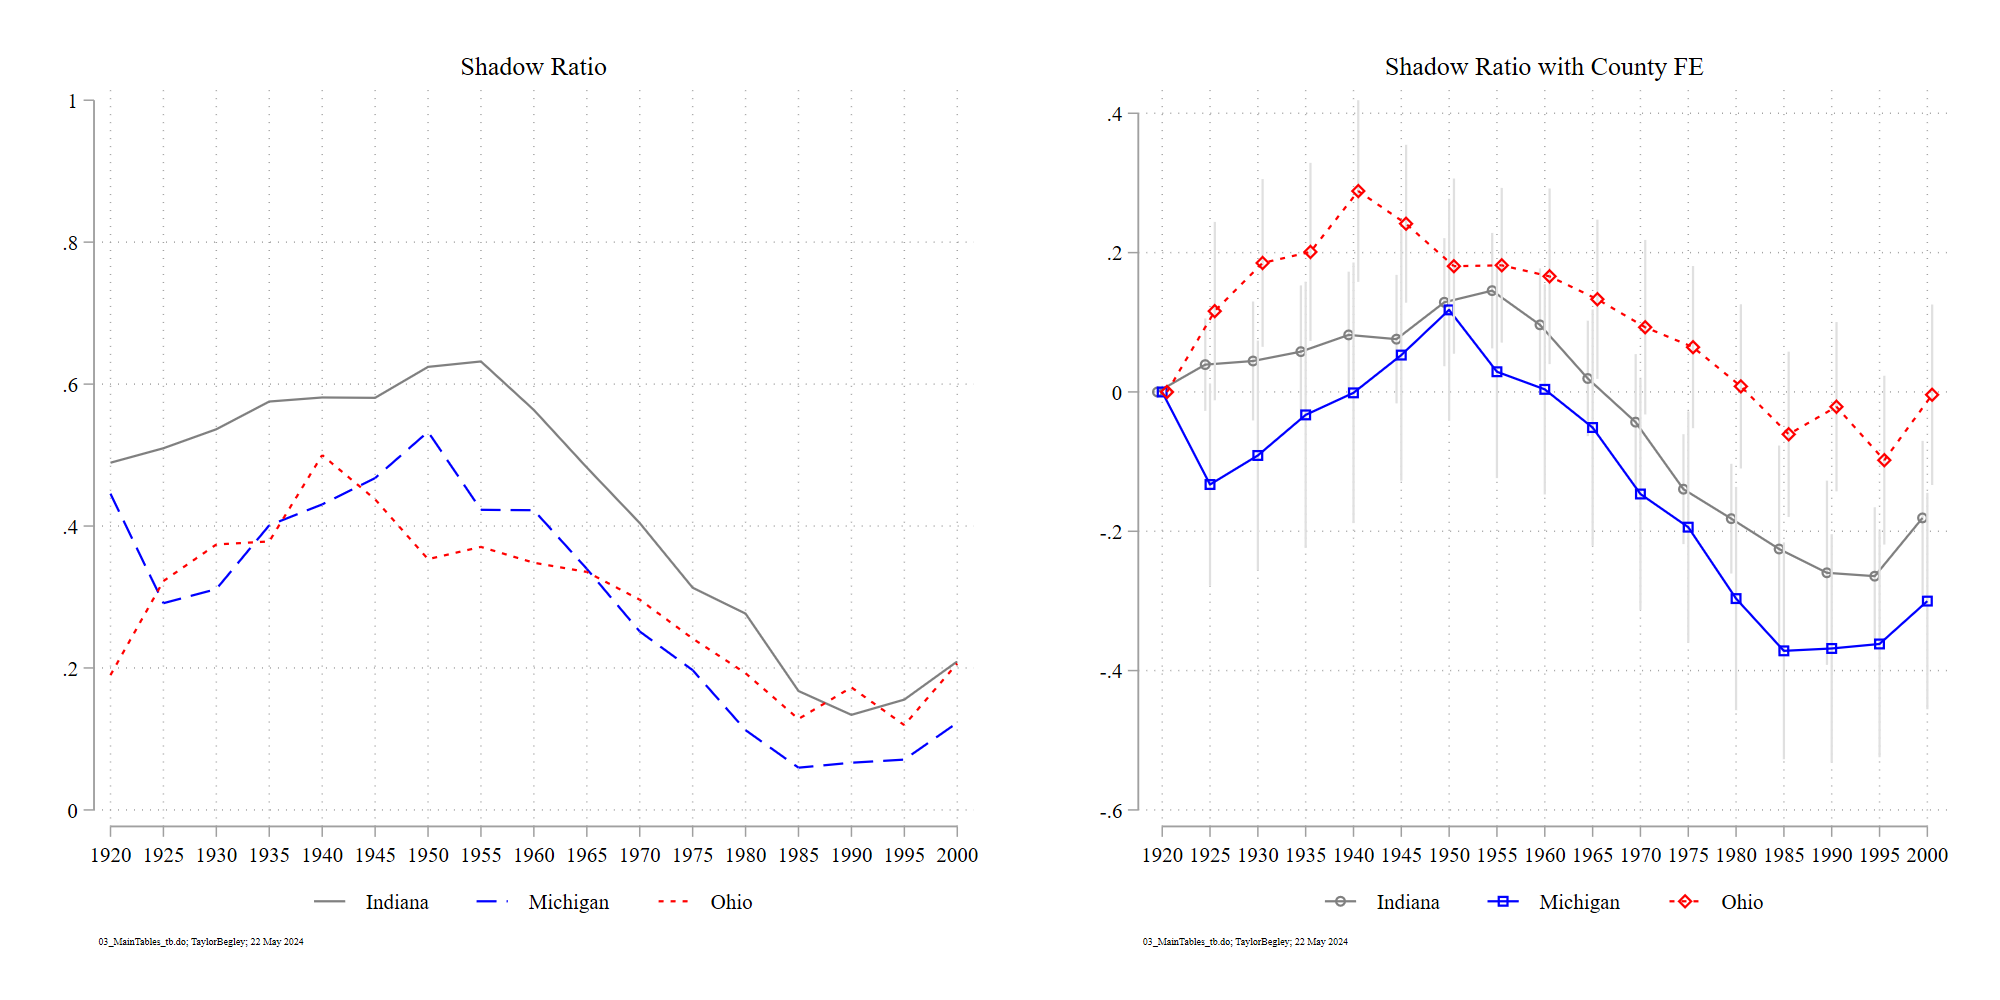 Shadow Ratio
1
.8
.6
.4
.2
0
1920 1925 1930 1935 1940 1945 1950 1955 1960 1965 1970 1975 1980 1985 1990 1995 2000
Indiana Michigan Ohio
03_MainTables_tb.do; TaylorBegley; 22 May 2024
Shadow Ratio with County FE
.4
.2
0
-.2
-.4
-.6
1920 1925 1930 1935 1940 1945 1950 1955 1960 1965 1970 1975 1980 1985 1990 1995 2000
Indiana Michigan Ohio
03_MainTables_tb.do; TaylorBegley; 22 May 2024